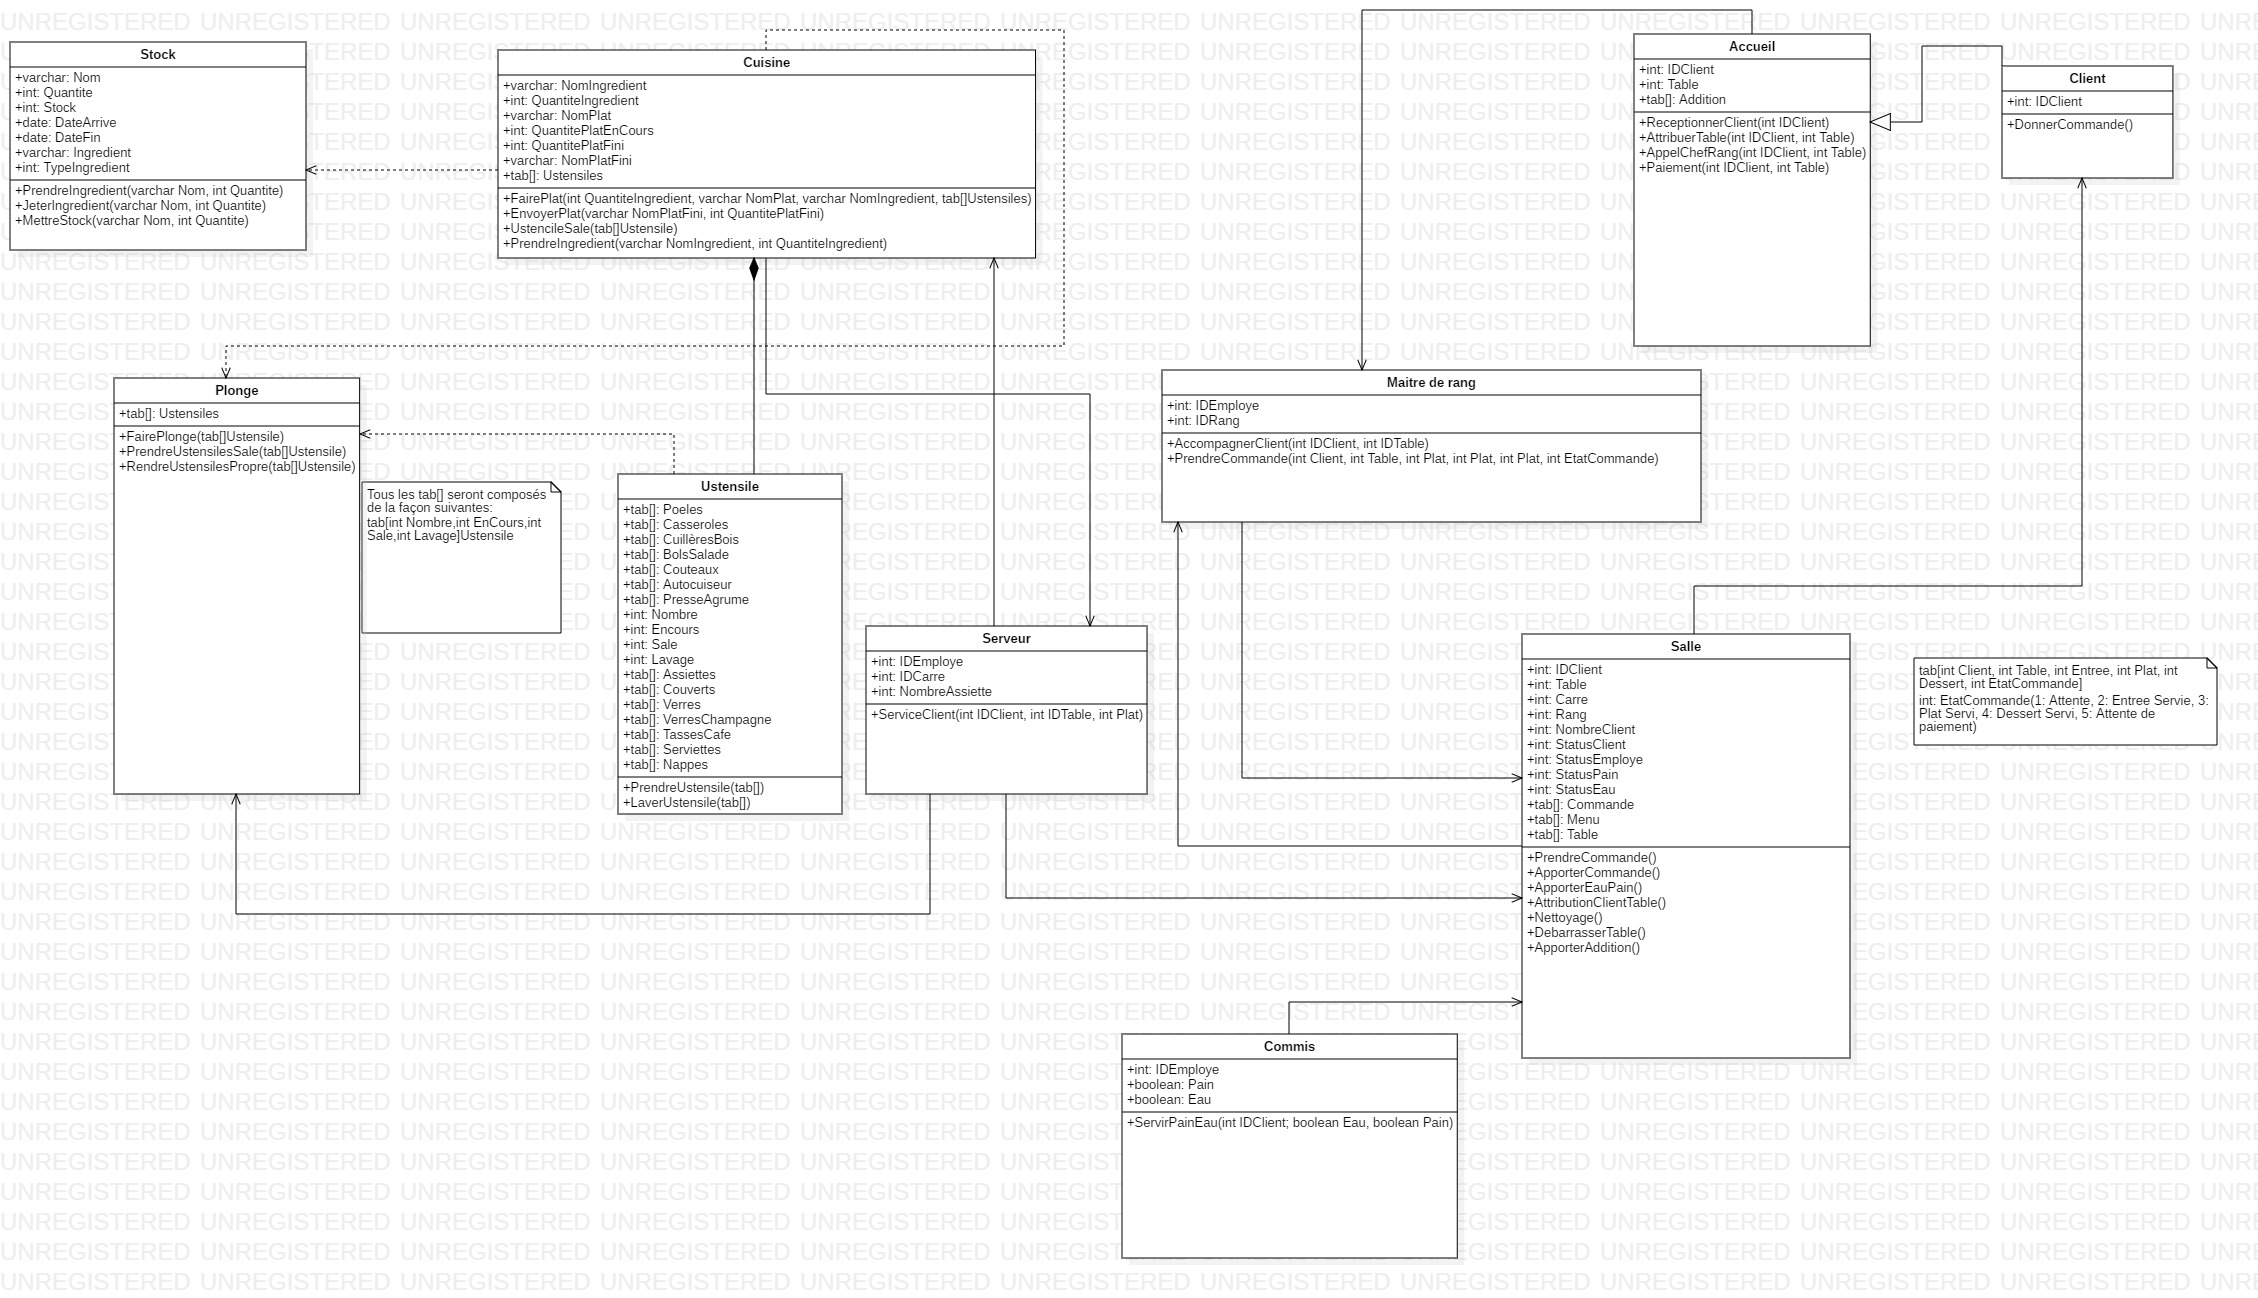 Stock
+varchar: Nom
+int: Quantite
+int: Stock
+date: DateArrive
+date: DateFin
+varchar: Ingredient
+int: TypeIngredient
+PrendreIngredient(varchar Nom, int Quantite)
+JeterIngredient(varchar Nom, int Quantite)
+MettreStock(varchar Nom, int Quantite)
Cuisine
+varchar: NomIngredient
+int: QuantiteIngredient
+varchar: NomPlat
+int: QuantitePlatEnCours
+int: QuantitePlatFini
+varchar: NomPlatFini
+tab[]: Ustensiles
+FairePlat(int QuantiteIngredient, varchar NomPlat, varchar NomIngredient, tab[]Ustensiles)
+EnvoyerPlat(varchar NomPlatFini, int QuantitePlatFini)
+UstencileSale(tab[]Ustensile)
+PrendreIngredient(varchar NomIngredient, int QuantiteIngredient)
Accueil
+int: IDClient
+int: Table
+tab[]: Addition
+ReceptionnerClient(int IDClient)
+AttribuerTable(int IDClient, int Table)
+AppelChefRang(int IDClient, int Table)
+Paiement(int IDClient, int Table)
Client
+int: IDClient
+DonnerCommande()
Plonge
+tab[]: Ustensiles
+FairePlonge(tab[]Ustensile)
+PrendreUstensilesSale(tab[]Ustensile)
+RendreUstensilesPropre(tab[]Ustensile)
Tous les tab[] seront composés
de la façon suivantes:
tab[int Nombre,int EnCours,int
Sale,int Lavage]Ustensile
Ustensile
+tab[]: Poeles
+tab[]: Casseroles
+tab[]: CuillèresBois
+tab[]: BolsSalade
+tab[]: Couteaux
+tab[]: Autocuiseur
+tab[]: PresseAgrume
+int: Nombre
+int: Encours
+int: Sale
+int: Lavage
+tab[]: Assiettes
+tab[]: Couverts
+tab[]: Verres
+tab[]: VerresChampagne
+tab[]: TassesCafe
+tab[]: Serviettes
+tab[]: Nappes
+PrendreUstensile(tab[])
+LaverUstensile(tab[])
Maitre de rang
+int: IDEmploye
+int: IDRang
+AccompagnerClient(int IDClient, int IDTable)
+PrendreCommande(int Client, int Table, int Plat, int Plat, int Plat, int EtatCommande)
Serveur
+int: IDEmploye
+int: IDCarre
+int: NombreAssiette
+ServiceClient(int IDClient, int IDTable, int Plat)
Salle
+int: IDClient
+int: Table
+int: Carre
+int: Rang
+int: NombreClient
+int: StatusClient
+int: StatusEmploye
+int: StatusPain
+int: StatusEau
+tab[]: Commande
+tab[]: Menu
+tab[]: Table
+PrendreCommande()
+ApporterCommande()
+ApporterEauPain()
+AttributionClientTable()
+Nettoyage()
+DebarrasserTable()
+ApporterAddition()
tab[int Client, int Table, int Entree, int Plat, int
Dessert, int EtatCommande]
int: EtatCommande(1: Attente, 2: Entree Servie, 3:
Plat Servi, 4: Dessert Servi, 5: Attente de
paiement)
Commis
+int: IDEmploye
+boolean: Pain
+boolean: Eau
+ServirPainEau(int IDClient; boolean Eau, boolean Pain)
UNREGISTERED